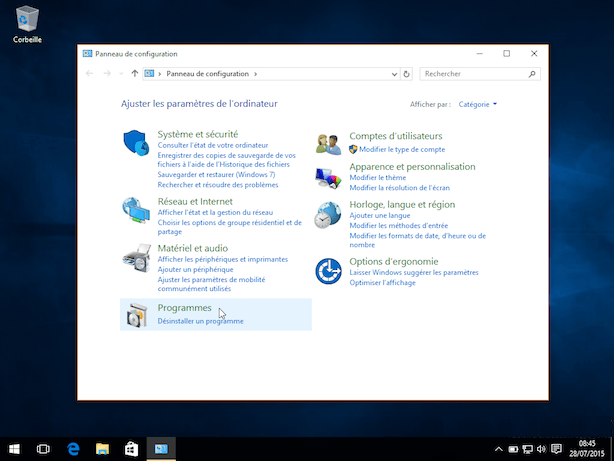 Corbeille
Panneau de configuration
Panneau de configuration
Rechercher
Ajuster les paramètres de l'ordinateur
Afficher par :
Catégorie
Système et sécurité
Consulter l'état de votre ordinateur
Enregistrer des copies de sauvegarde de vos
fichiers à l'aide de l'Historique des fichiers
Sauvegarder et restaurer (Windows 7)
Rechercher et résoudre des problèmes
Réseau et Internet
Afficher l'état et la gestion du réseau
Choisir les options de groupe résidentiel et de
partage
Matériel et audio
Afficher les périphériques et imprimantes
Ajouter un périphérique
Ajuster les paramètres de mobilité
communément utilisés
Programmes
Désinstaller un programme
Comptes d'utilisateurs
Modifier le type de compte
Apparence et personnalisation
Modifier le thème
Modifier la résolution de l'écran
Horloge, langue et région
Ajouter une langue
Modifier les méthodes d'entrée
Modifier les formats de date, d'heure ou de
nombre
Options d'ergonomie
Laisser Windows suggérer les paramètres
Optimiser l'affichage
08:45
28/07/2015